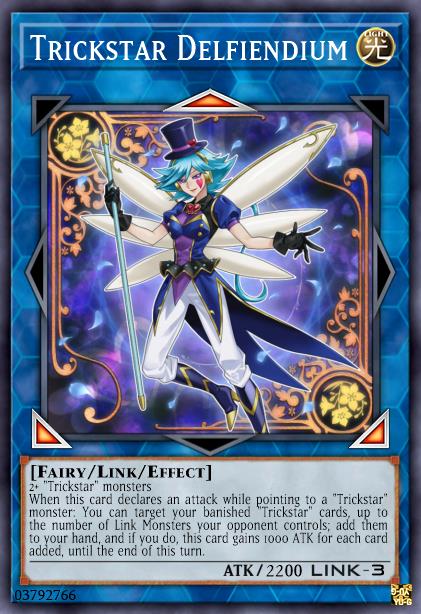 TRICKSTAR DELFIENDIUM
LIGHT
光
[FAIRY/LINK/EFFECT]
2+ "Trickstar" monsters
When this card declares an attack while pointing to a "Trickstar"
monster: You can target your banished "Trickstar" cards, up to
the number of Link Monsters your opponent controls; add them
to your hand, and if you do, this card gains 1000 ATK for each card
added, until the end of this turn.
ATK/2200 LINK-3
03792766